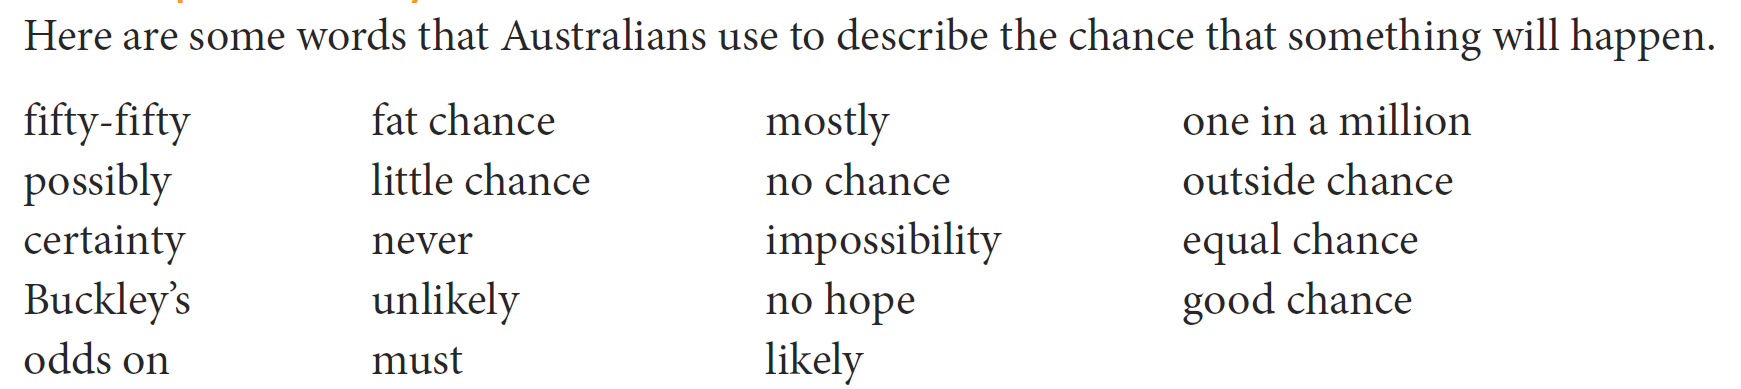 Here are some words that Australians use to describe the chance that something will happen.
fifty-fifty fat chance mostly one in a million
possibly little chance no chance outside chance
certainty never impossibility equal chance
Buckley’s unlikely no hope good chance
odds on must likely